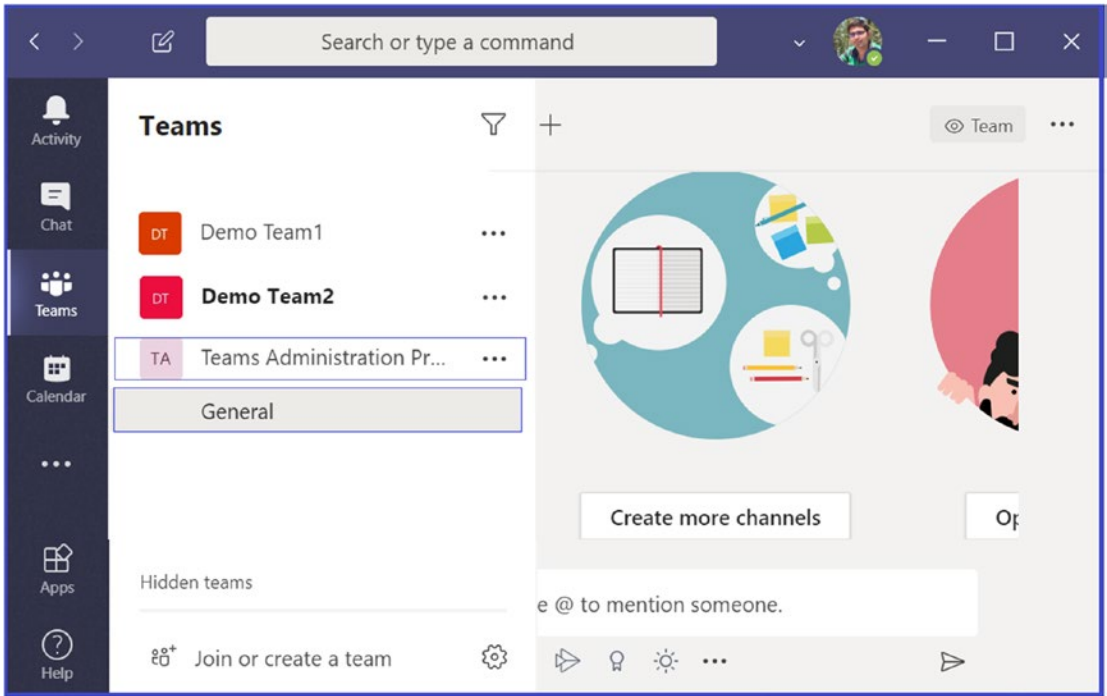 Search or type a command
Activity
Chat
Teams
Calendar
Apps
Help
Teams
DT Demo Team1
DT Demo Team2
TA Teams Administration Pr...
General
Hidden teams
Join or create a team
Team
Create more channels
Op
e @ to mention someone.